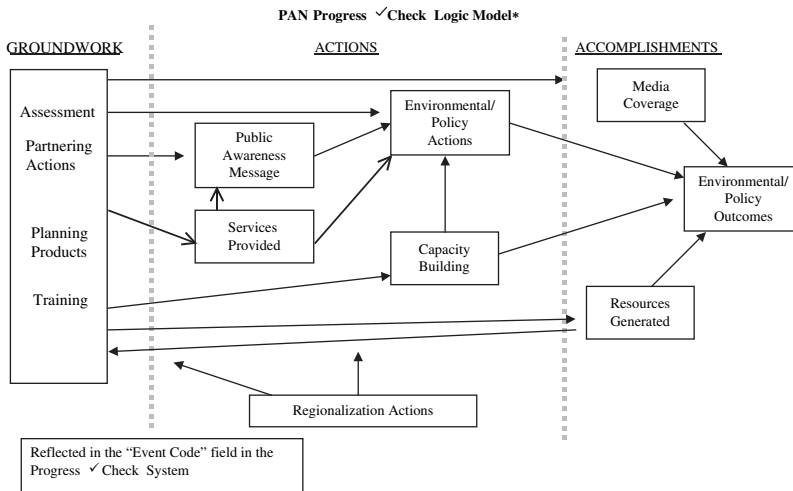 PAN Progress ✓Check Logic Model*
GROUNDWORK
ACTIONS
ACCOMPLISHMENTS
Assessment
Partnering
Actions
Planning
Products
Training
Public
Awareness
Message
Services
Provided
Environmental/
Policy
Actions
Capacity
Building
Regionalization Actions
Media
Coverage
Environmental/
Policy
Outcomes
Resources
Generated
Reflected in the “Event Code” field in the
Progress ✓Check System